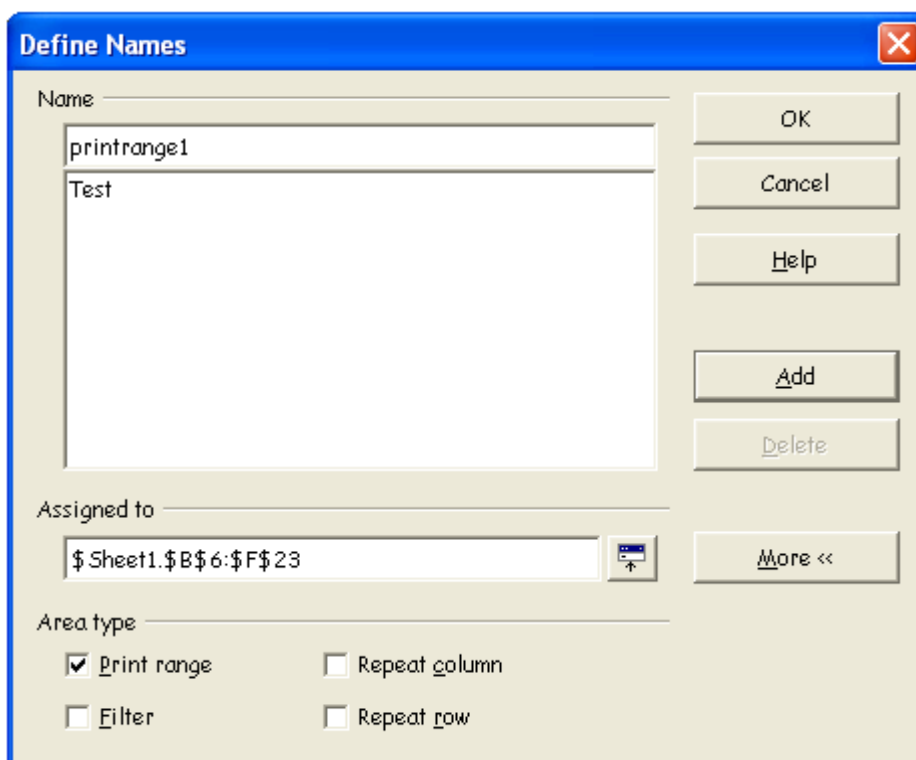 Define Names
Name
printrange1
Test
OK
Cancel
Help
Add
Delete
Assigned to
$Sheet1.$B$6:$F$23
More <<
Area type
Print range
Repeat column
Filter
Repeat row